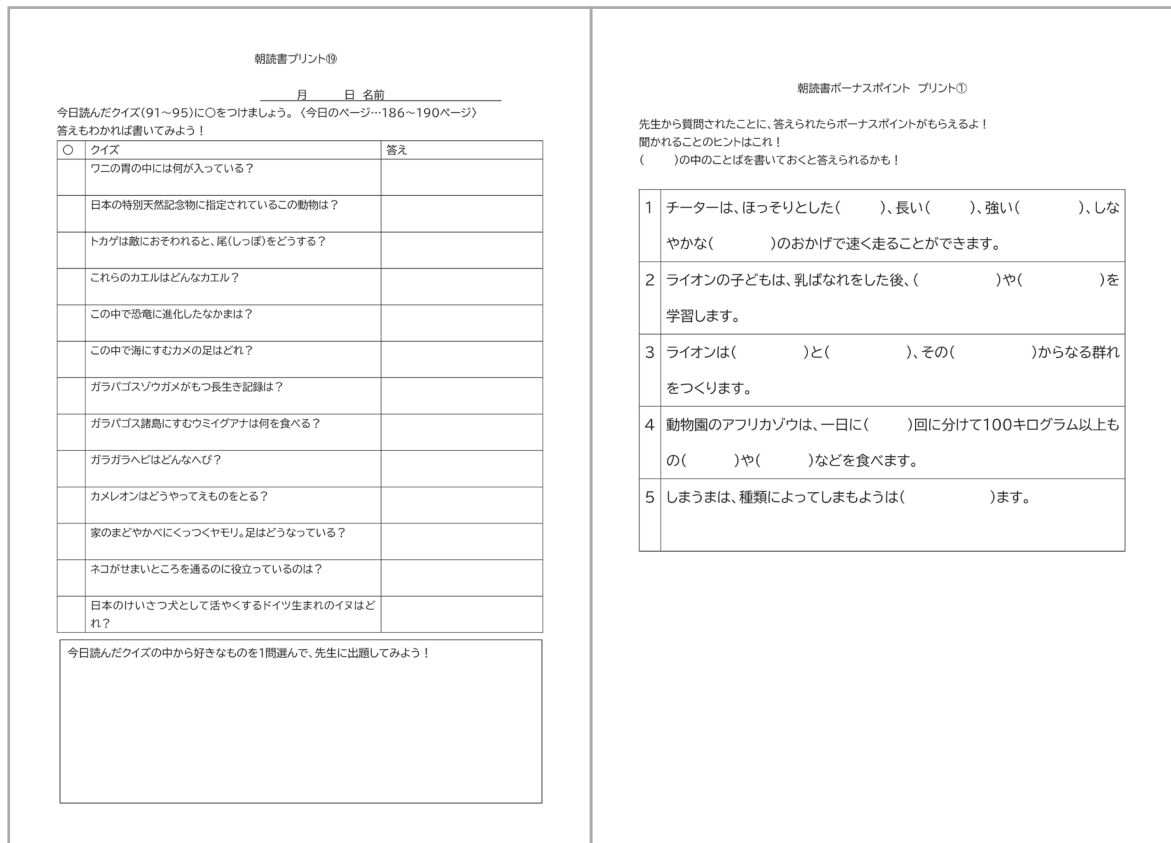 朝読書プリント⑲
月 日 名前
今日読んだクイズ(91～95)に○をつけましょう。〈今日のページ…186～190ページ〉
答えもわかれば書いてみよう！
○ クイズ 答え
ワニの胃の中には何が入っている？
日本の特別天然記念物に指定されているこの動物は？
トカゲは敵におそわれると、尾(しっぽ)をどうする？
これらのカエルはどんなカエル？
この中で恐竜に進化したなかまは？
この中で海にすむカメの足はどれ？
ガラパゴスゾウガメがもつ長生き記録は？
ガラパゴス諸島にすむウミイグアナは何を食べる？
ガラガラヘビはどんなへび？
カメレオンはどうやってえものをとる？
家のまどやかべにくっつくヤモリ。足はどうなっている？
ネコがせまいところを通るのに役立っているのは？
日本のけいさつ犬として活やくするドイツ生まれのイヌはど
れ？
今日読んだクイズの中から好きなものを1問選んで、先生に出題してみよう！
朝読書ボーナスポイント プリント①
先生から質問されたことに、答えられたらボーナスポイントがもらえるよ！
聞かれることのヒントはこれ！
( )の中のことばを書いておくと答えられるかも！
1 チーターは、ほっそりとした( )、長い( )、強い( )、しな
やかな( )のおかげで速く走ることができます。
2 ライオンの子どもは、乳ばなれをした後、( )や( )を
学習します。
3 ライオンは( )と( )、その( )からなる群れ
をつくります。
4 動物園のアフリカゾウは、一日に( )回に分けて100キログラム以上も
の( )や( )などを食べます。
5 しまうまは、種類によってしまもようは( )ます。